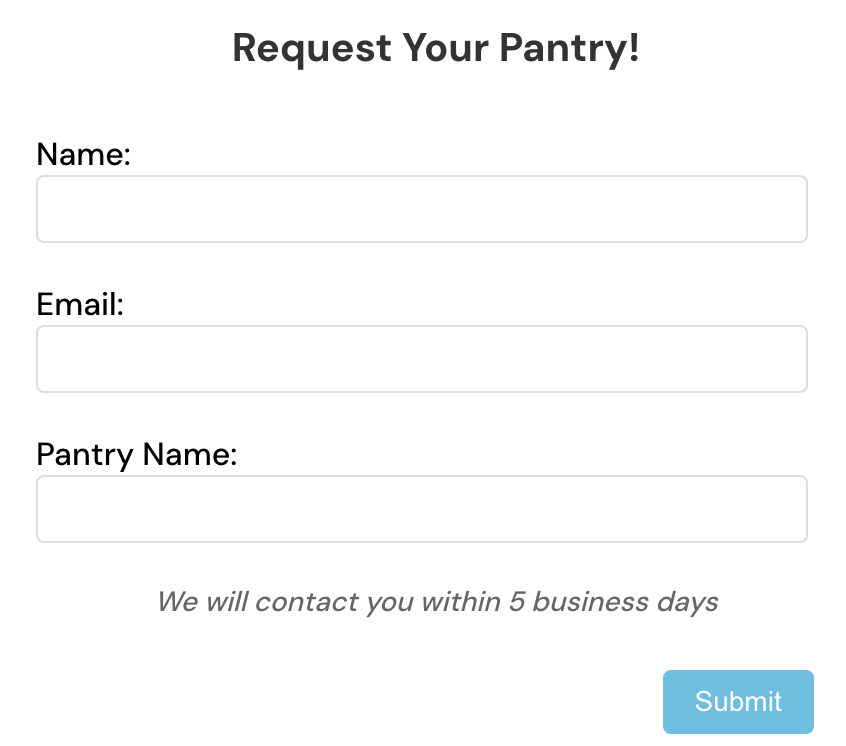 Request Your Pantry!
Name:
Email:
Pantry Name:
We will contact you within 5 business days
Submit